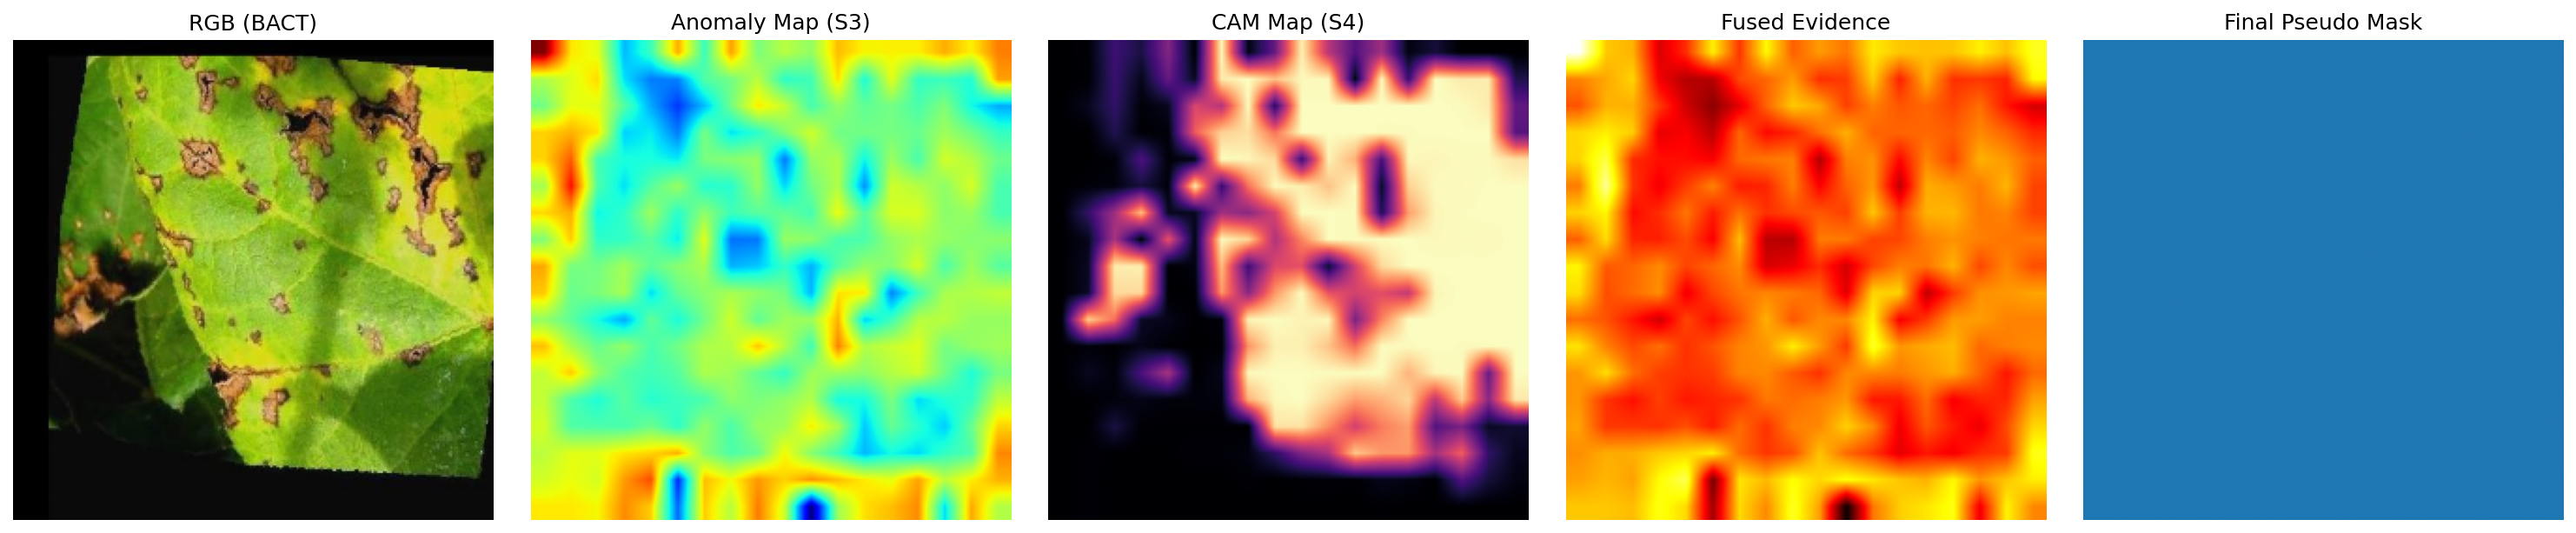 RGB (BACT)
Anomaly Map (S3)
CAM Map (S4)
Fused Evidence
Final Pseudo Mask